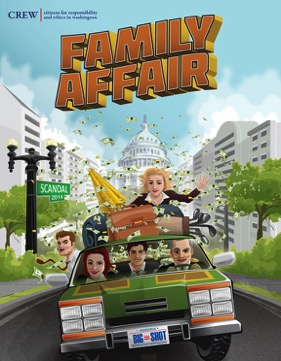 CREW | citizens for responsibility
and ethics in washington
FAMILY
AFFAIR
SCANDAL
2014
BIG SHOT